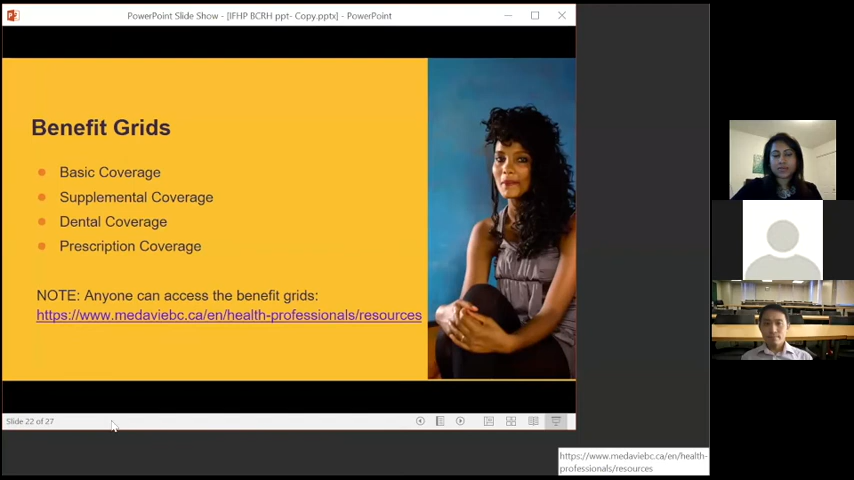 PowerPoint Slide Show - [IFHP BCRH ppt- Copy.pptx] - PowerPoint
Benefit Grids
Basic Coverage
Supplemental Coverage
Dental Coverage
Prescription Coverage
NOTE: Anyone can access the benefit grids:
https://www.medaviebc.ca/en/health-professionals/resources
Slide 22 of 27
https://www.medaviebc.ca/en/health-
professionals/resources